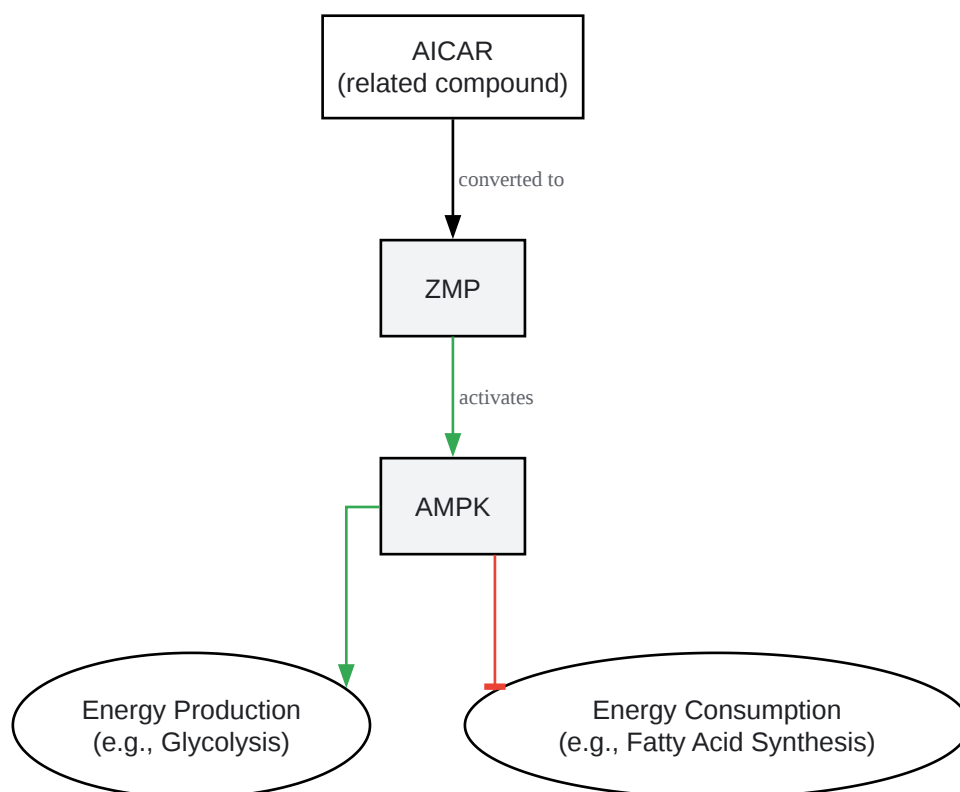 AICAR
(related compound)
converted to
ZMP
activates
AMPK
Energy Production
(e.g., Glycolysis)
Energy Consumption
(e.g., Fatty Acid Synthesis)